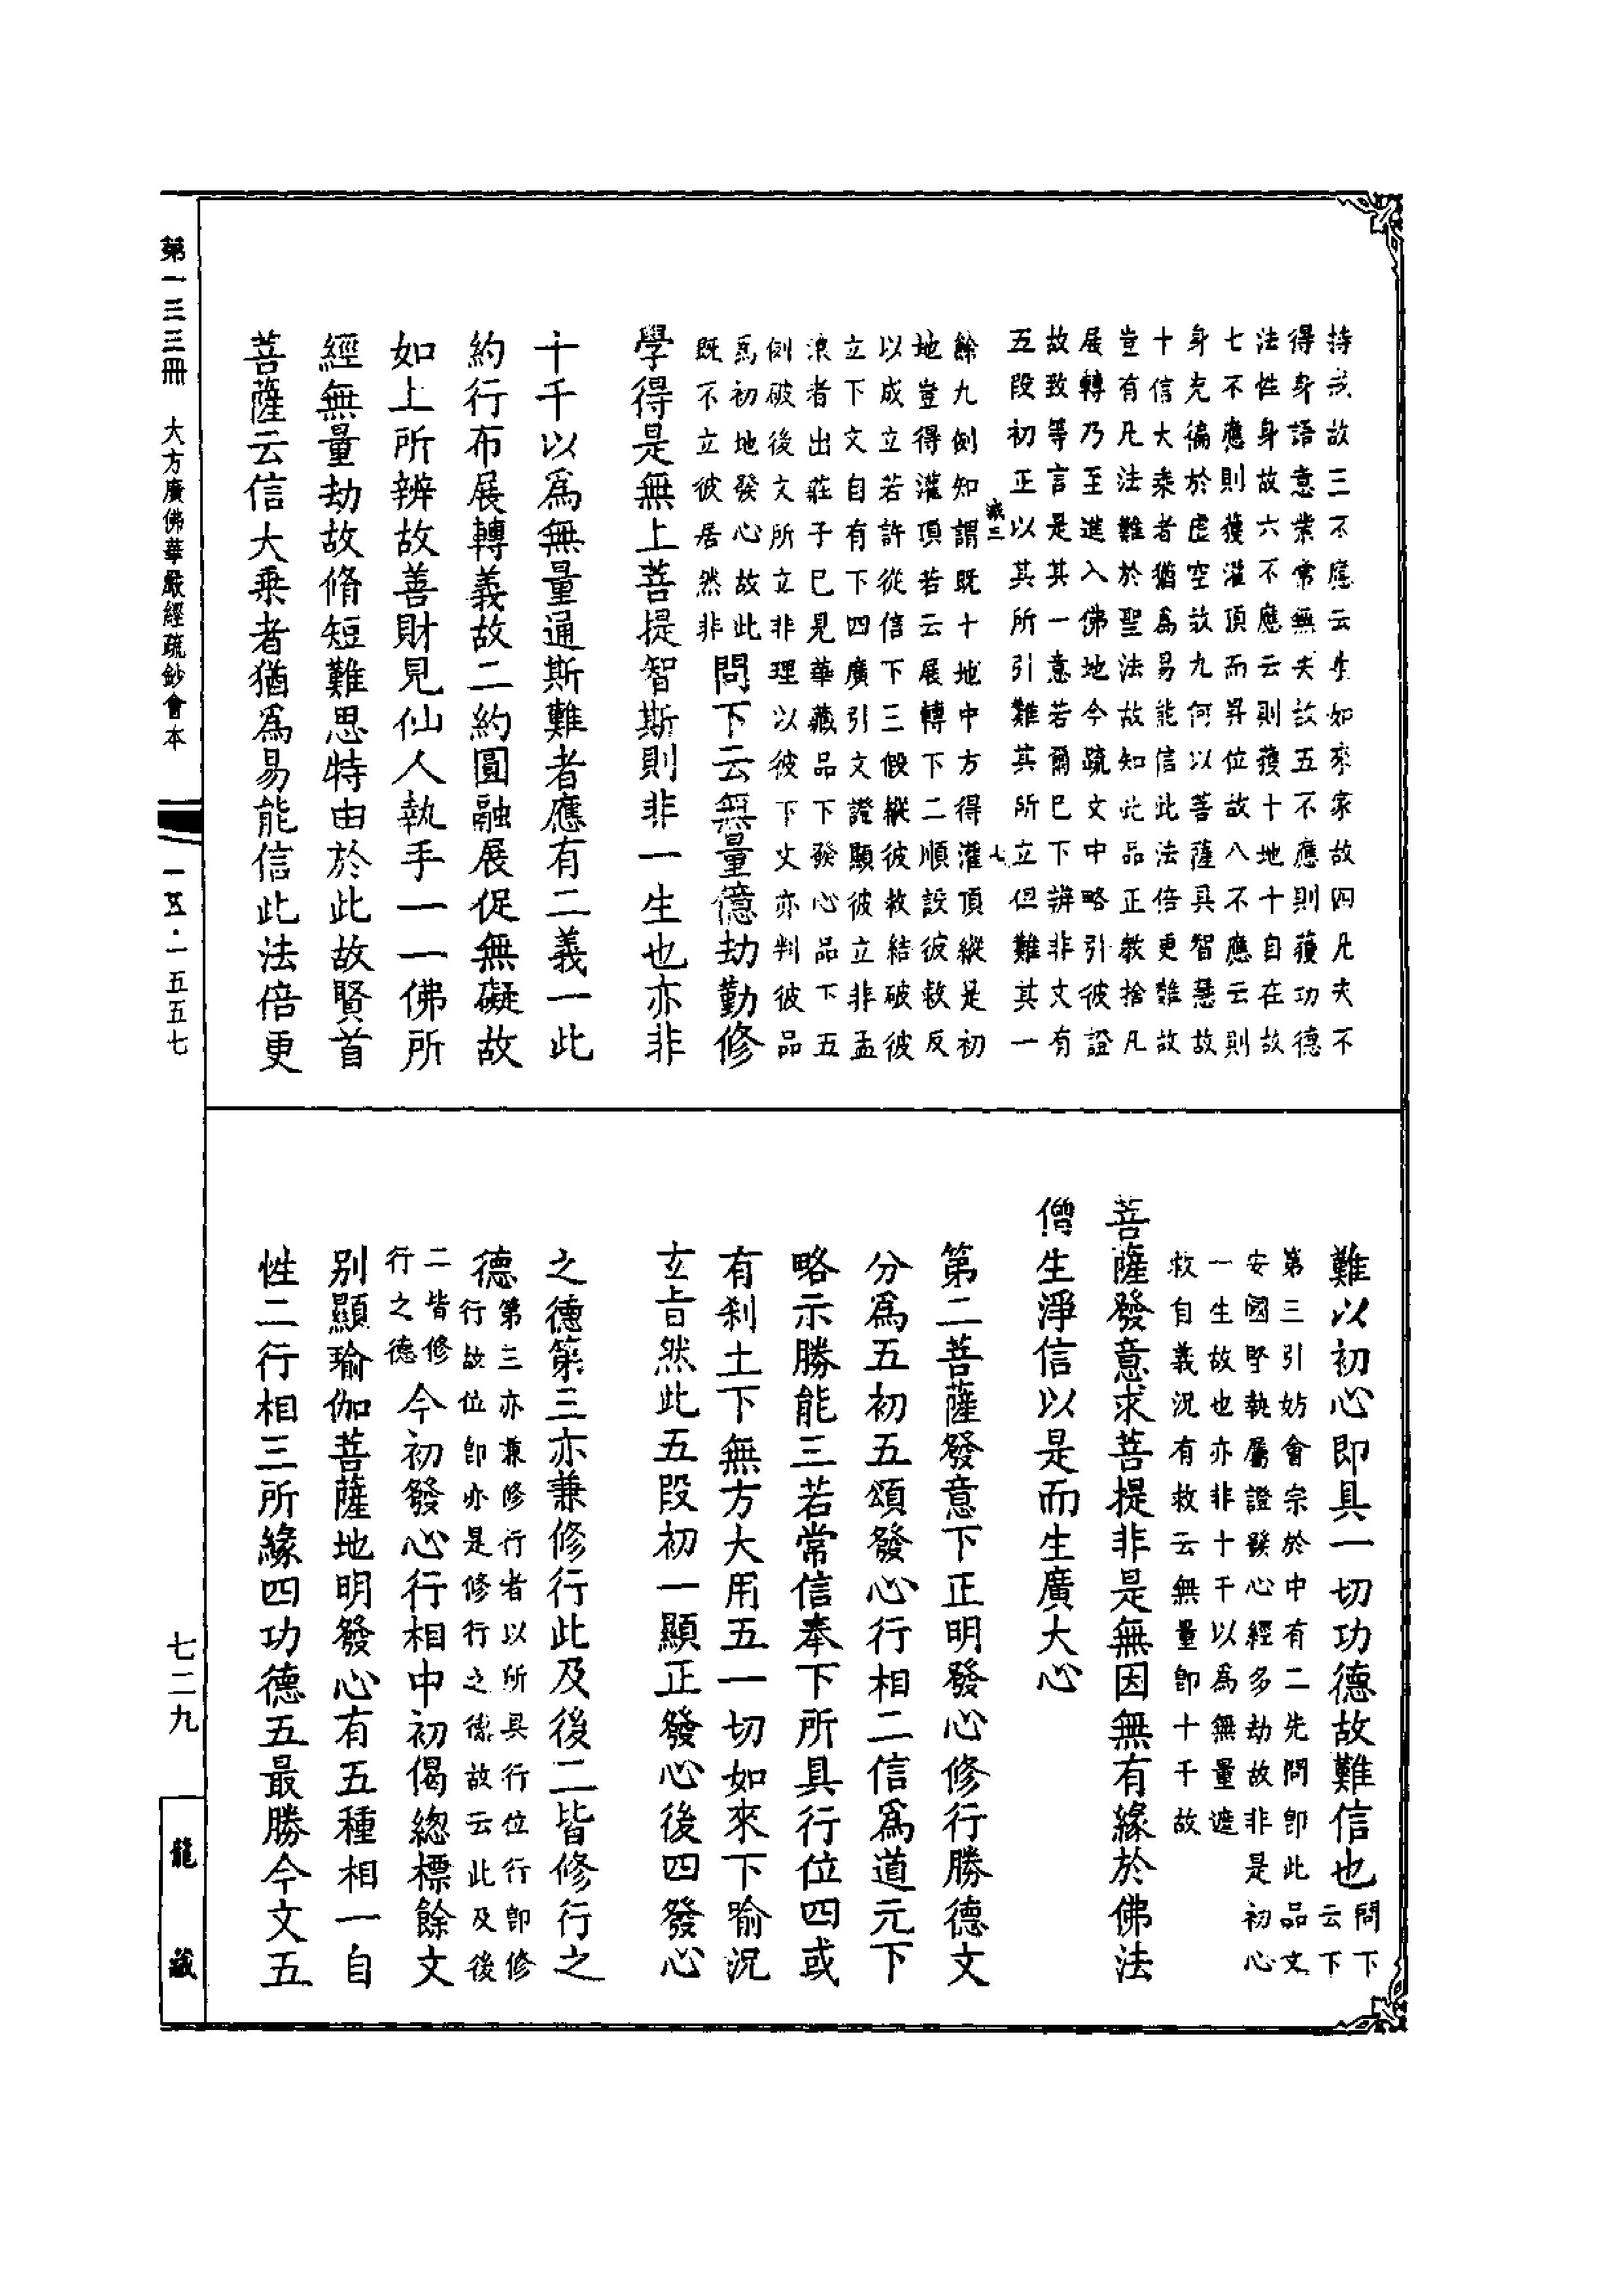 持戒故三不應云生如來家故四凡夫不
得身語意業常無失故五不應則獲功德
法性身故六不應云則獲十地十自在故
七不應則獲灌頂而昇位故八不應云則
身充徧於虛空故九何以菩薩具智慧故
十信大乘者猶爲易能信此法倍更難故
豈有凡法難於聖法故知此品正教捨凡
展轉乃至進入佛地今疏文中略引彼證
故致等言是其一意若爾巳下辨非文有
五段初正以其所引難其所立但難其一
減三 七
餘九例知謂既十地中方得灌頂縱是初
地豈得灌頂若云展轉下二順設彼救反
以成立若許從信下三假縱彼救結破彼
立下文自有下四廣引文證顯彼立非孟
浪者出莊子巳見華藏品下發心品下五
例破後文所立非理以彼下文亦判彼品
爲初地發心故此
既不立彼居然非
問下云無量億劫勤修
學得是無上菩提智斯則非一生也亦非
十千以爲無量通斯難者應有二義一此
約行布展轉義故二約圓融展促無礙故
如上所辨故善財見仙人執手一一佛所
經無量劫故脩短難思特由於此故賢首
菩薩云信大乘者猶爲易能信此法倍更
難以初心即具一切功德故難信也
問下
云下
第三引妨會宗於中有二先問卽此品文
安國堅執屬證發心經多劫故非是初心
一生故也亦非十千以爲無量遮
救自義況有救云無量卽十千故
菩薩發意求菩提非是無因無有緣於佛法
僧生淨信以是而生廣大心
第二菩薩發意下正明發心修行勝德文
分爲五初五頌發心行相二信爲道元下
略示勝能三若常信奉下所具行位四或
有刹土下無方大用五一切如來下喻況
玄旨然此五段初一顯正發心後四發心
之德第三亦兼修行此及後二皆修行之
德
第三亦兼修行者以所具行位行卽修
行故位卽亦是修行之德故云此及後
二皆修
行之德
今初發心行相中初偈總標餘文
別顯瑜伽菩薩地明發心有五種相一自
性二行相三所緣四功德五最勝今文五
第一三三冊 大方廣佛華嚴經疏鈔會本 一五·一五五七
七二九
龍藏